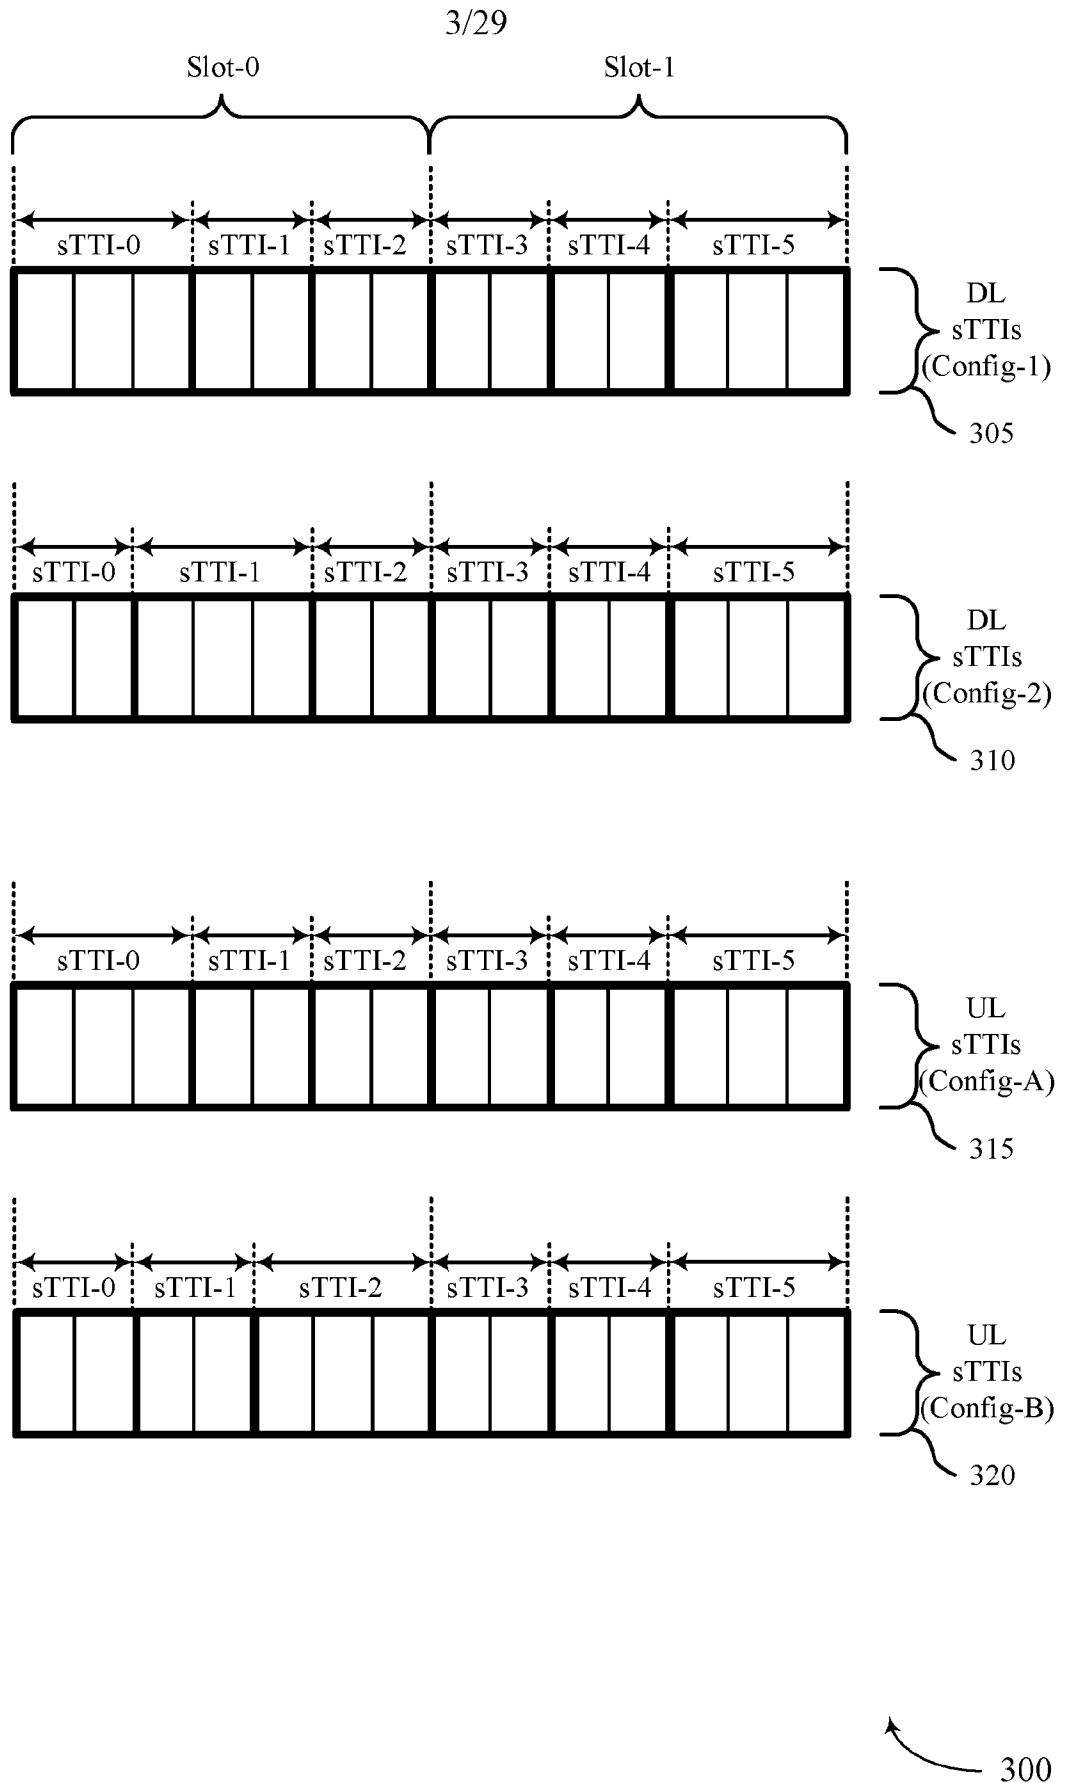 3/29
Slot-0 Slot-1
sTTI-0 sTTI-1 sTTI-2 sTTI-3 sTTI-4 sTTI-5
DL
sTTIs
(Config-1)
305
sTTI-0 sTTI-1 sTTI-2 sTTI-3 sTTI-4 sTTI-5
DL
sTTIs
(Config-2)
310
sTTI-0 sTTI-1 sTTI-2 sTTI-3 sTTI-4 sTTI-5
UL
sTTIs
(Config-A)
315
sTTI-0 sTTI-1 sTTI-2 sTTI-3 sTTI-4 sTTI-5
UL
sTTIs
(Config-B)
320
300